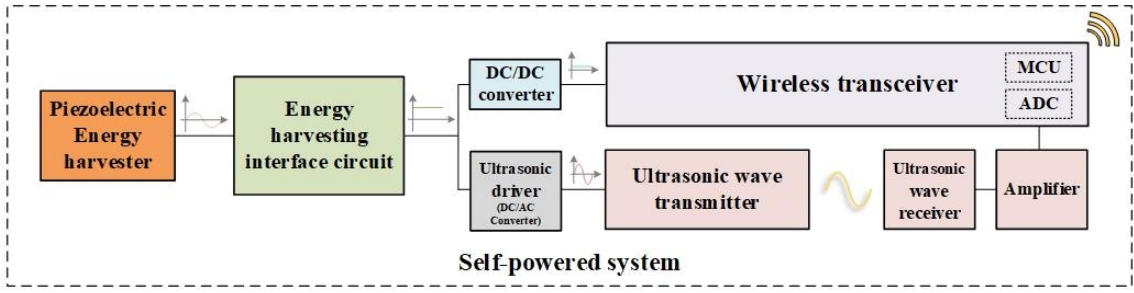 Piezoelectric
Energy
harvester
Energy
harvesting
interface circuit
DC/DC
converter
Wireless transceiver
MCU
ADC
Ultrasonic
driver
(DC/AC
Converter)
Ultrasonic wave
transmitter
Ultrasonic
wave
receiver
Amplifier
Self-powered system